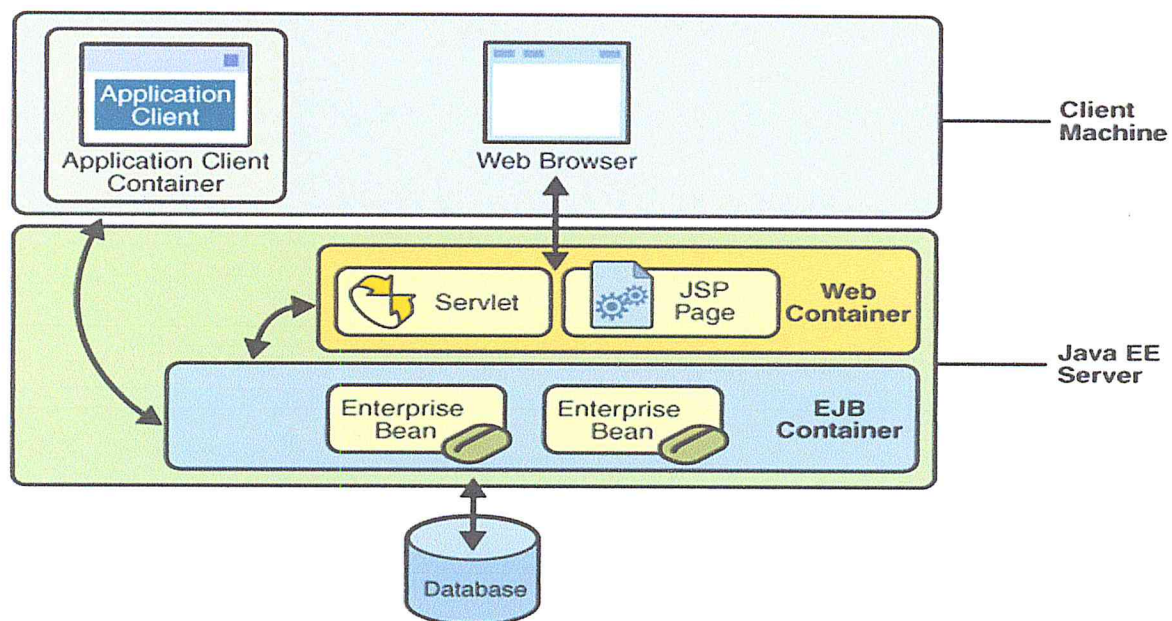 Application
Client
Application Client
Container
Web Browser
Client
Machine
Servlet
JSP
Page
Web
Container
Java EE
Server
Enterprise
Bean
Enterprise
Bean
EJB
Container
Database